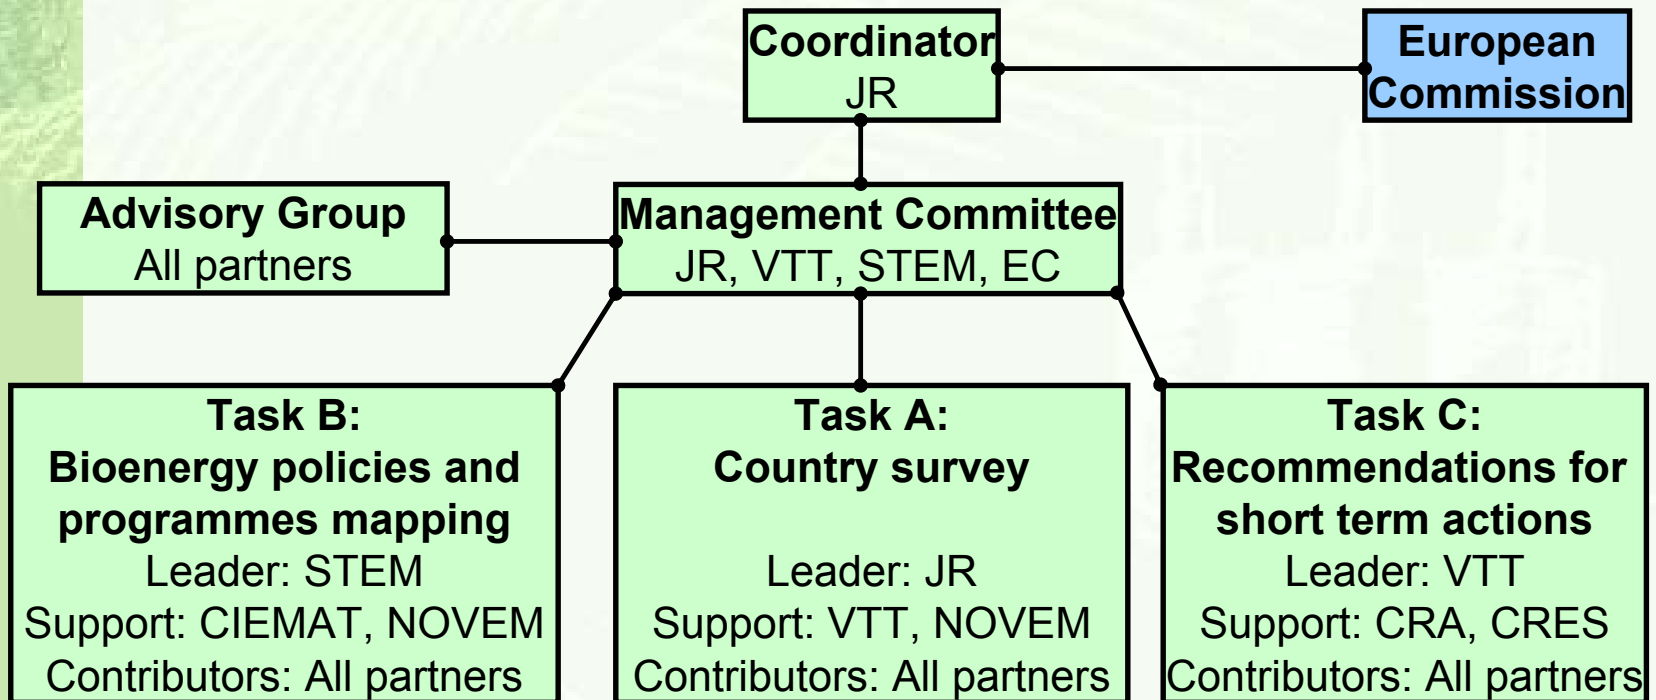 Coordinator
JR
European
Commission
Advisory Group
All partners
Management Committee
JR, VTT, STEM, EC
Task B:
Bioenergy policies and
programmes mapping
Leader: STEM
Support: CIEMAT, NOVEM
Contributors: All partners
Task A:
Country survey
Leader: JR
Support: VTT, NOVEM
Contributors: All partners
Task C:
Recommendations for
short term actions
Leader: VTT
Support: CRA, CRES
Contributors: All partners